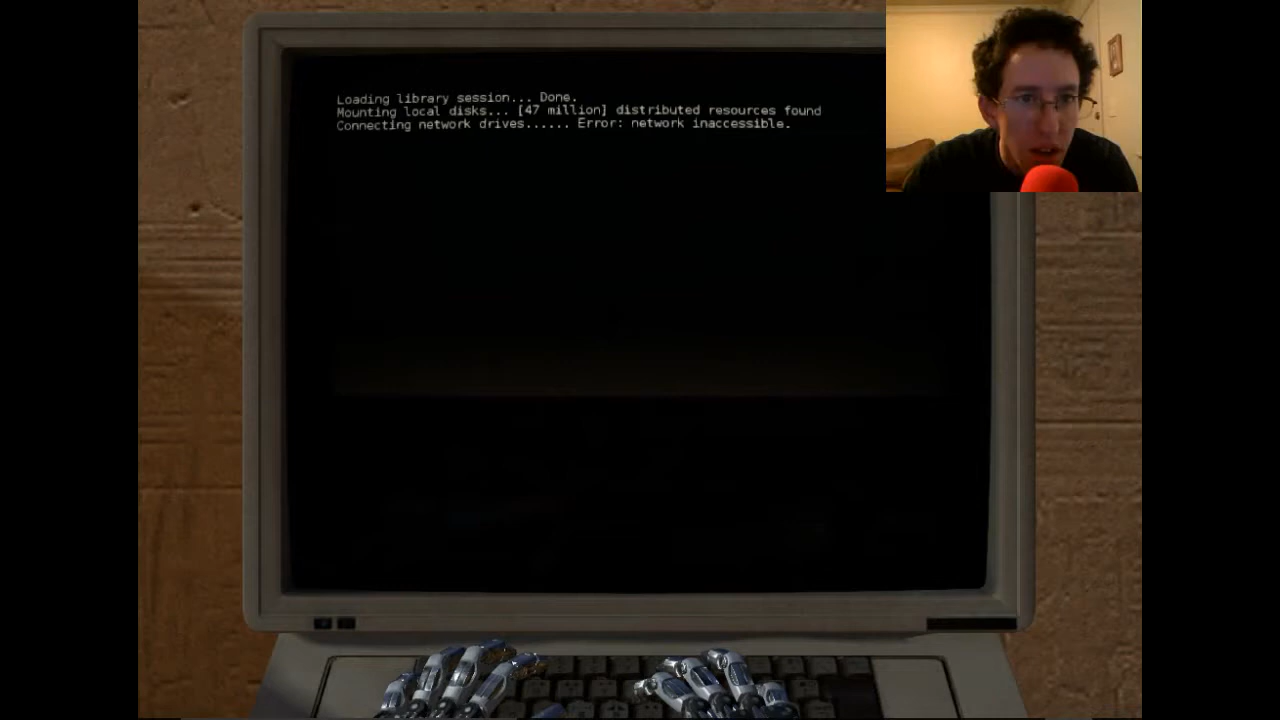 Loading library session... Done.
Mounting local disks... [47 million] distributed resources found
Connecting network drives...... Error: network inaccessible.